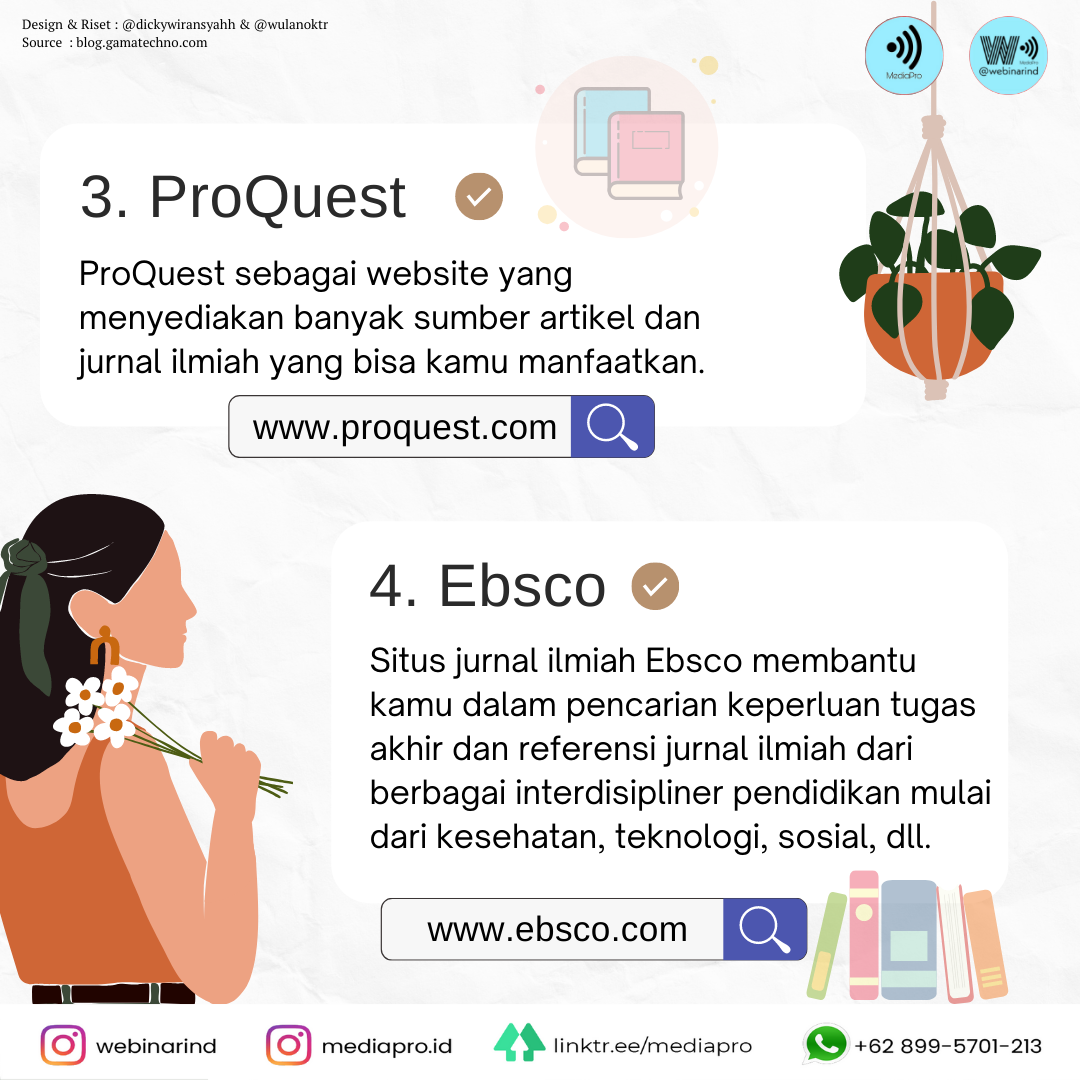 Design & Riset : @dickywiransyahh & @wulanoktr
Source : blog.gamatechno.com
MediaPro
W
MediaPro
@webinarind
3. ProQuest
ProQuest sebagai website yang
menyediakan banyak sumber artikel dan
jurnal ilmiah yang bisa kamu manfaatkan.
www.proquest.com
4. Ebsco
Situs jurnal ilmiah Ebsco membantu
kamu dalam pencarian keperluan tugas
akhir dan referensi jurnal ilmiah dari
berbagai interdisipliner pendidikan mulai
dari kesehatan, teknologi, sosial, dll.
www.ebsco.com
webinarind
mediapro.id
linktr.ee/mediapro
+62 899-5701-213